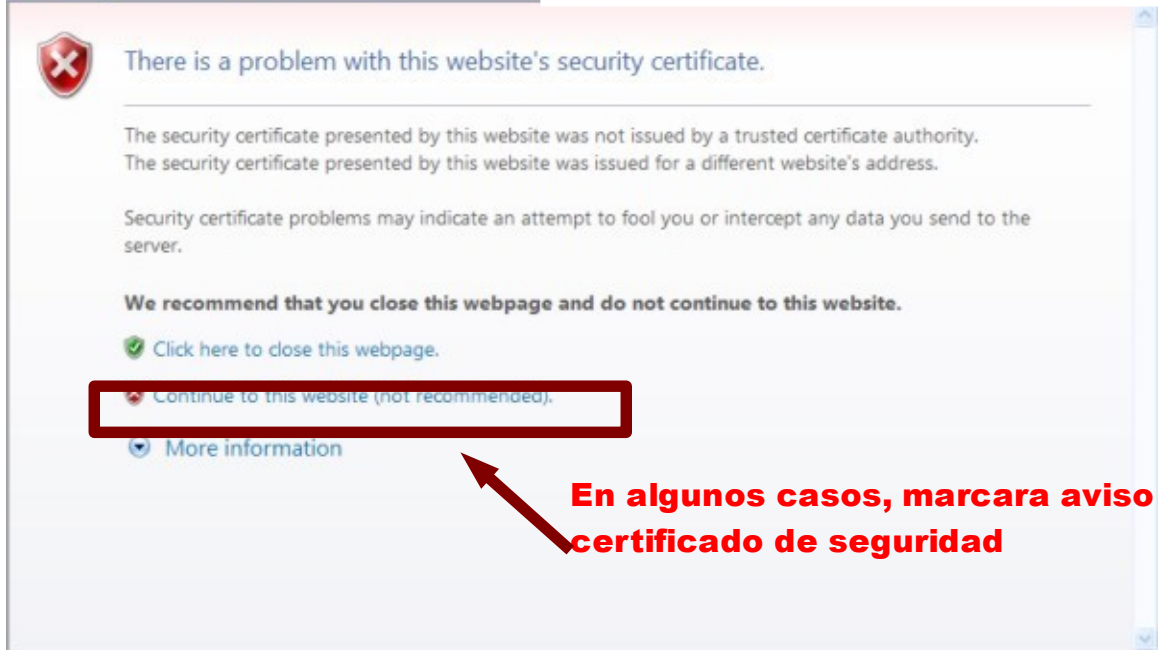 There is a problem with this website's security certificate.
The security certificate presented by this website was not issued by a trusted certificate authority.
The security certificate presented by this website was issued for a different website's address.
Security certificate problems may indicate an attempt to fool you or intercept any data you send to the
server.
We recommend that you close this webpage and do not continue to this website.
Click here to close this webpage.
Continue to this website (not recommended).
More information
En algunos casos, marcara aviso
certificado de seguridad